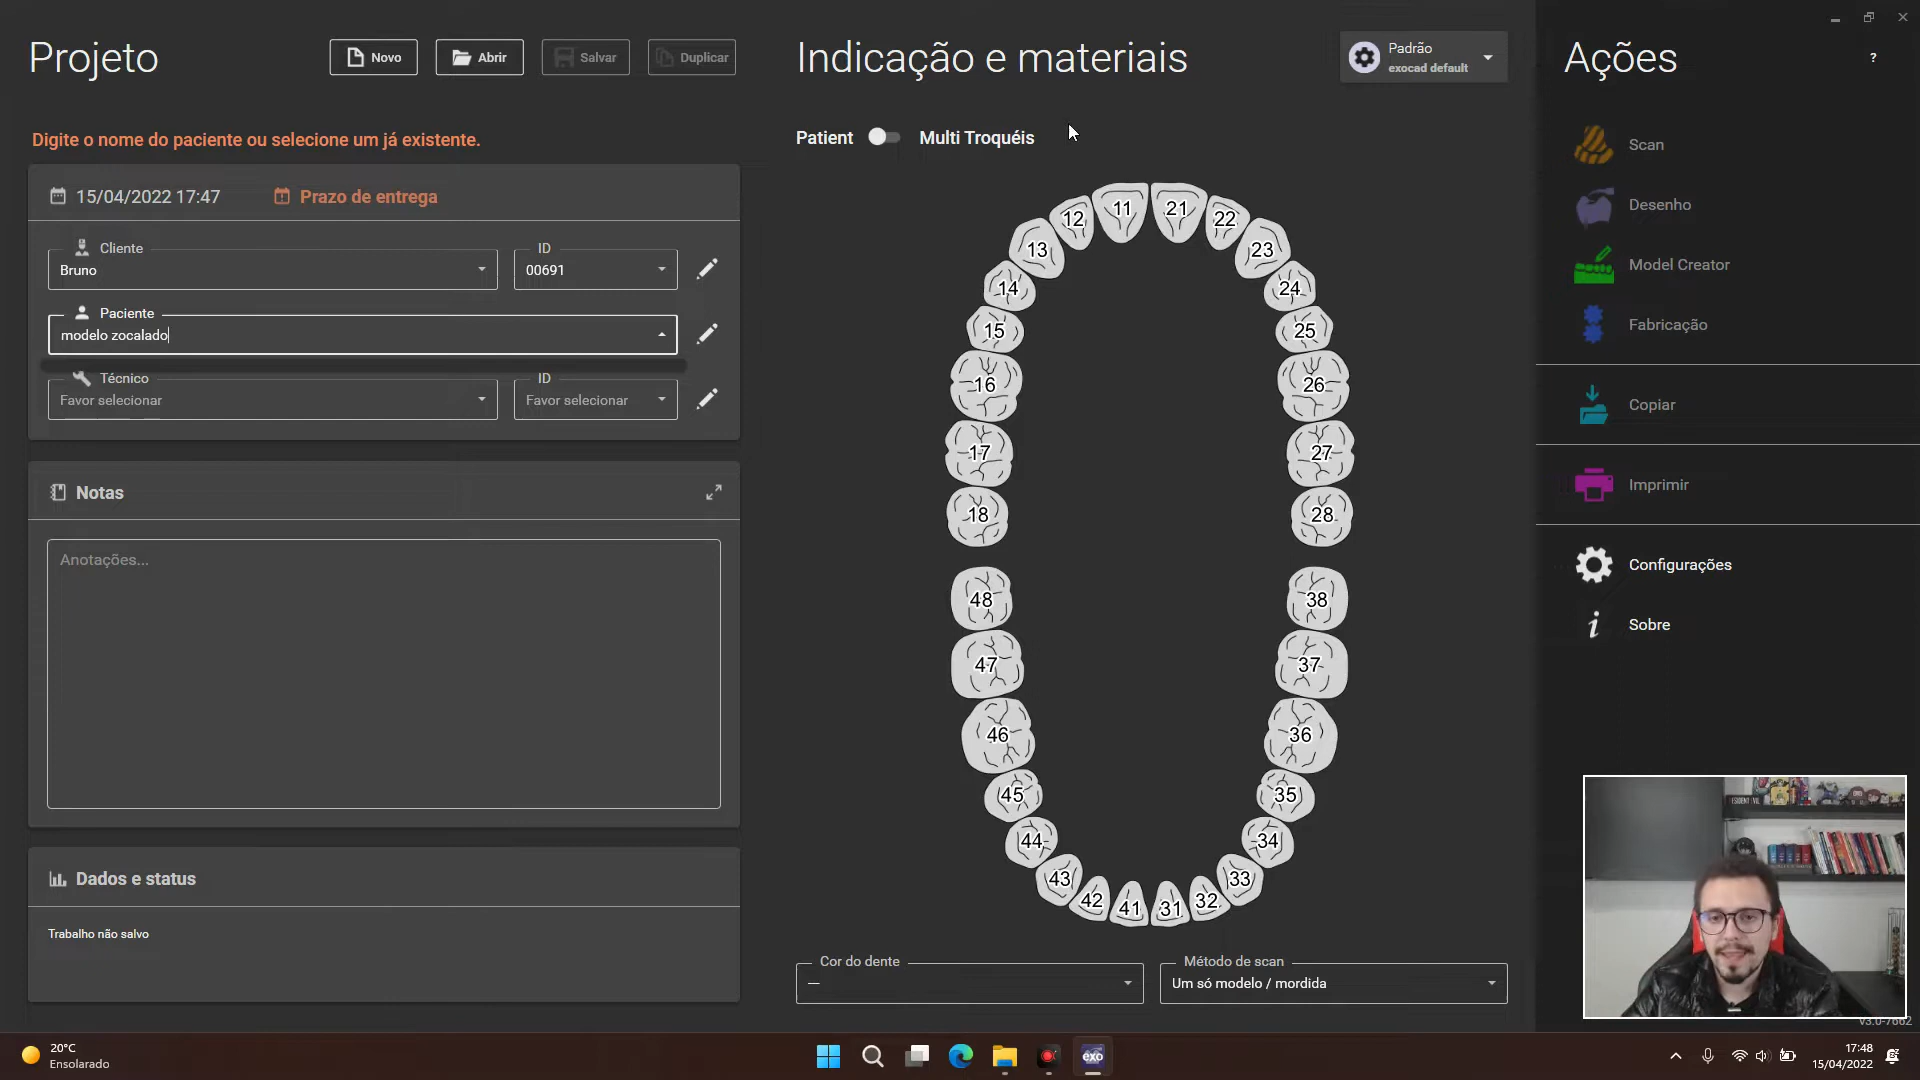 Projeto
Novo
Abrir
Salvar
Duplicar
Digite o nome do paciente ou selecione um já existente.
15/04/2022 17:47
Prazo de entrega
Cliente
ID
Bruno
00691
Paciente
modelo zocalado
Técnico
ID
Favor selecionar
Favor selecionar
Notas
Anotações...
Dados e status
Trabalho não salvo
Indicação e materiais
Padrão
exocad default
Patient
Multi Troquéis
11 21
12 22
13 23
14 24
15 25
16 26
17 27
18 28
48 38
47 37
46 36
45 35
44 34
43 33
42 32
41 31
Cor do dente
—
Método de scan
Um só modelo / mordida
Ações
?
Scan
Desenho
Model Creator
Fabricação
Copiar
Imprimir
Configurações
Sobre
v3.0-7662
20°C
Ensolarado
exo
17:48
15/04/2022